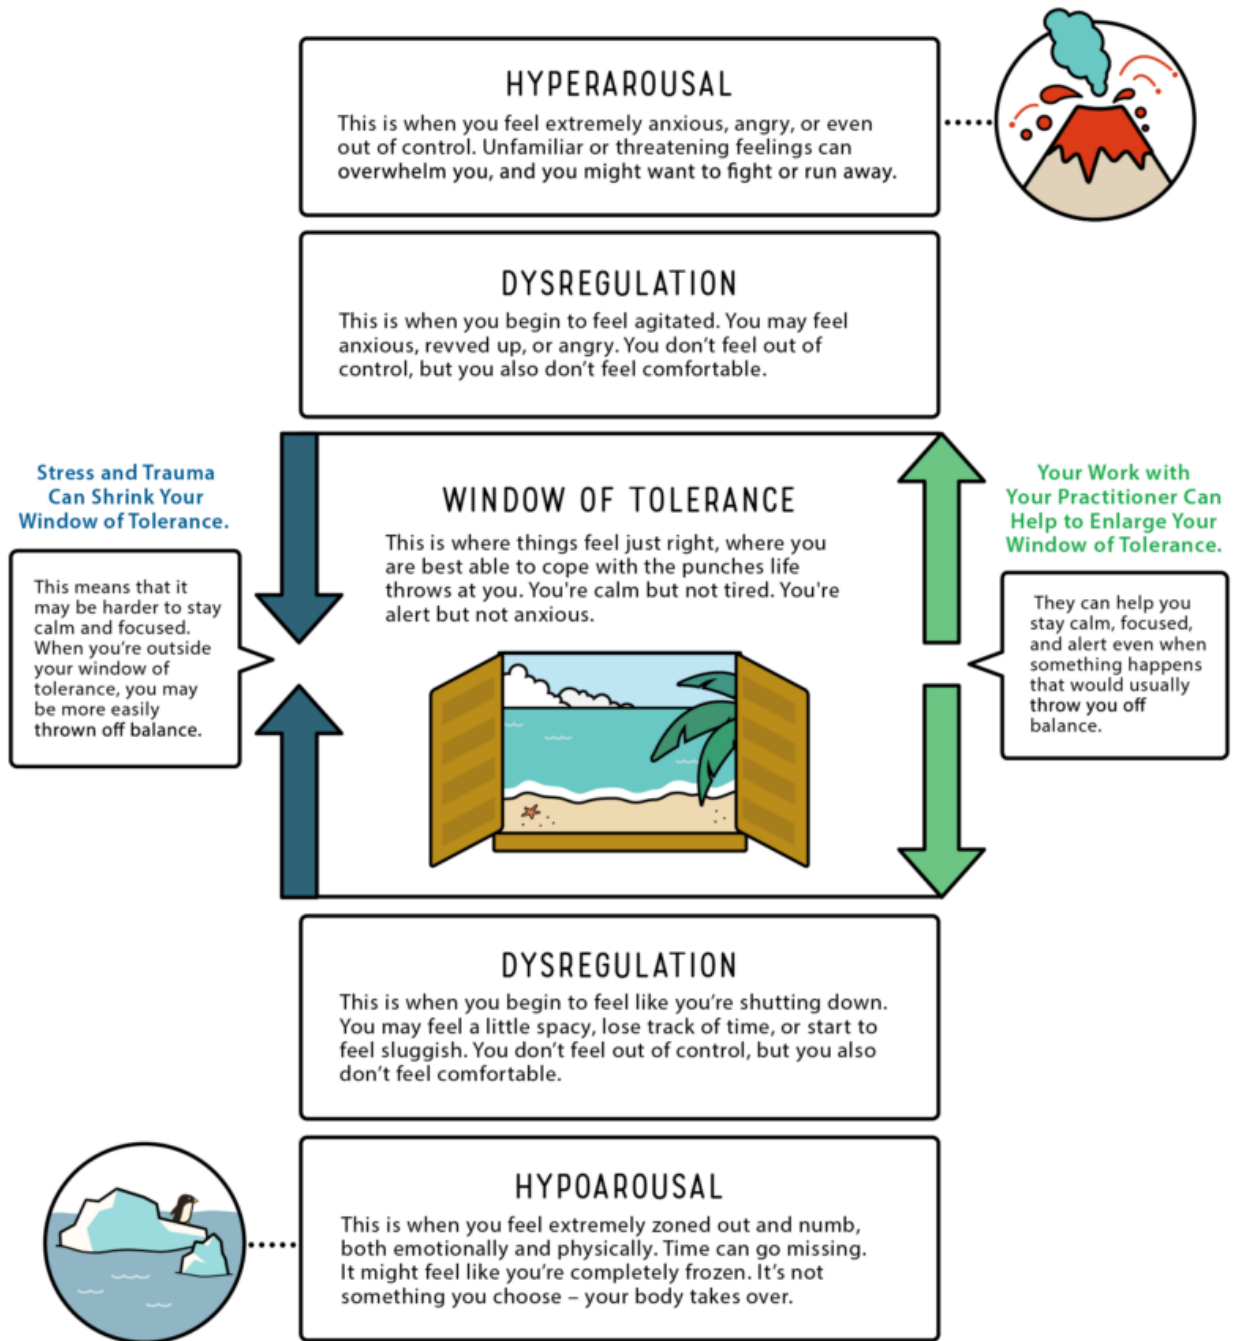 HYPERAROUSAL
This is when you feel extremely anxious, angry, or even
out of control. Unfamiliar or threatening feelings can
overwhelm you, and you might want to fight or run away.
DYSREGULATION
This is when you begin to feel agitated. You may feel
anxious, revved up, or angry. You don’t feel out of
control, but you also don’t feel comfortable.
Stress and Trauma
Can Shrink Your
Window of Tolerance.
This means that it
may be harder to stay
calm and focused.
When you’re outside
your window of
tolerance, you may
be more easily
thrown off balance.
WINDOW OF TOLERANCE
This is where things feel just right, where you
are best able to cope with the punches life
throws at you. You're calm but not tired. You're
alert but not anxious.
Your Work with
Your Practitioner Can
Help to Enlarge Your
Window of Tolerance.
They can help you
stay calm, focused,
and alert even when
something happens
that would usually
throw you off
balance.
DYSREGULATION
This is when you begin to feel like you’re shutting down.
You may feel a little spacy, lose track of time, or start to
feel sluggish. You don’t feel out of control, but you also
don’t feel comfortable.
HYPOAROUSAL
This is when you feel extremely zoned out and numb,
both emotionally and physically. Time can go missing.
It might feel like you’re completely frozen. It’s not
something you choose – your body takes over.